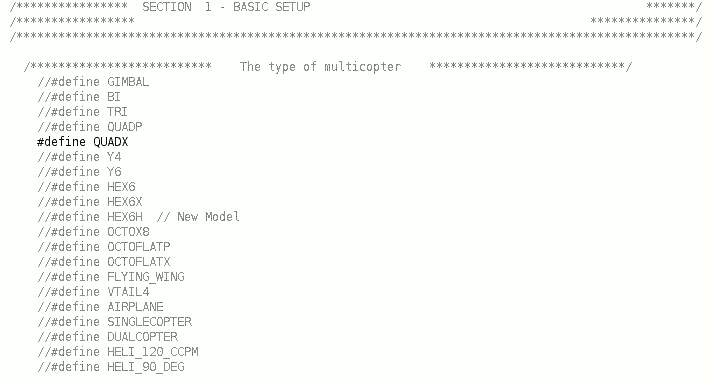 /**************** SECTION 1 - BASIC SETUP *******/
/***************** ***************/
/**************************************************************************************************/
/************************** The type of multicopter ****************************/
//#define GIMBAL
//#define BI
//#define TRI
//#define QUADP
#define QUADX
//#define Y4
//#define Y6
//#define HEX6
//#define HEX6X
//#define HEX6H // New Model
//#define OCTOX8
//#define OCTOFLATP
//#define OCTOFLATX
//#define FLYING_WING
//#define VTAIL4
//#define AIRPLANE
//#define SINGLECOPTER
//#define DUALCOPTER
//#define HELI_120_CCPM
//#define HELI_90_DEG